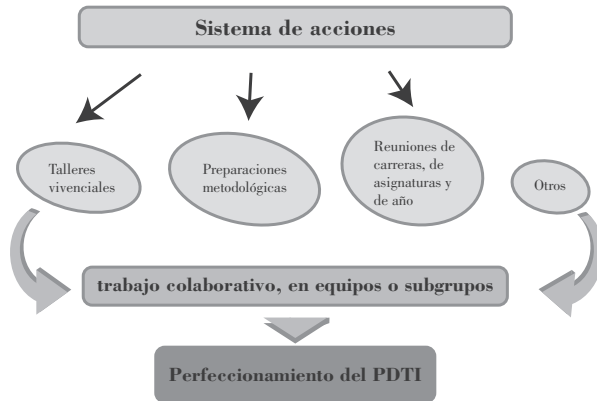 Sistema de acciones
Talleres
vivenciales
Preparaciones
metodológicas
Reuniones de
carreras, de
asignaturas y
de año
Otros
trabajo colaborativo, en equipos o subgrupos
Perfeccionamiento del PDTI